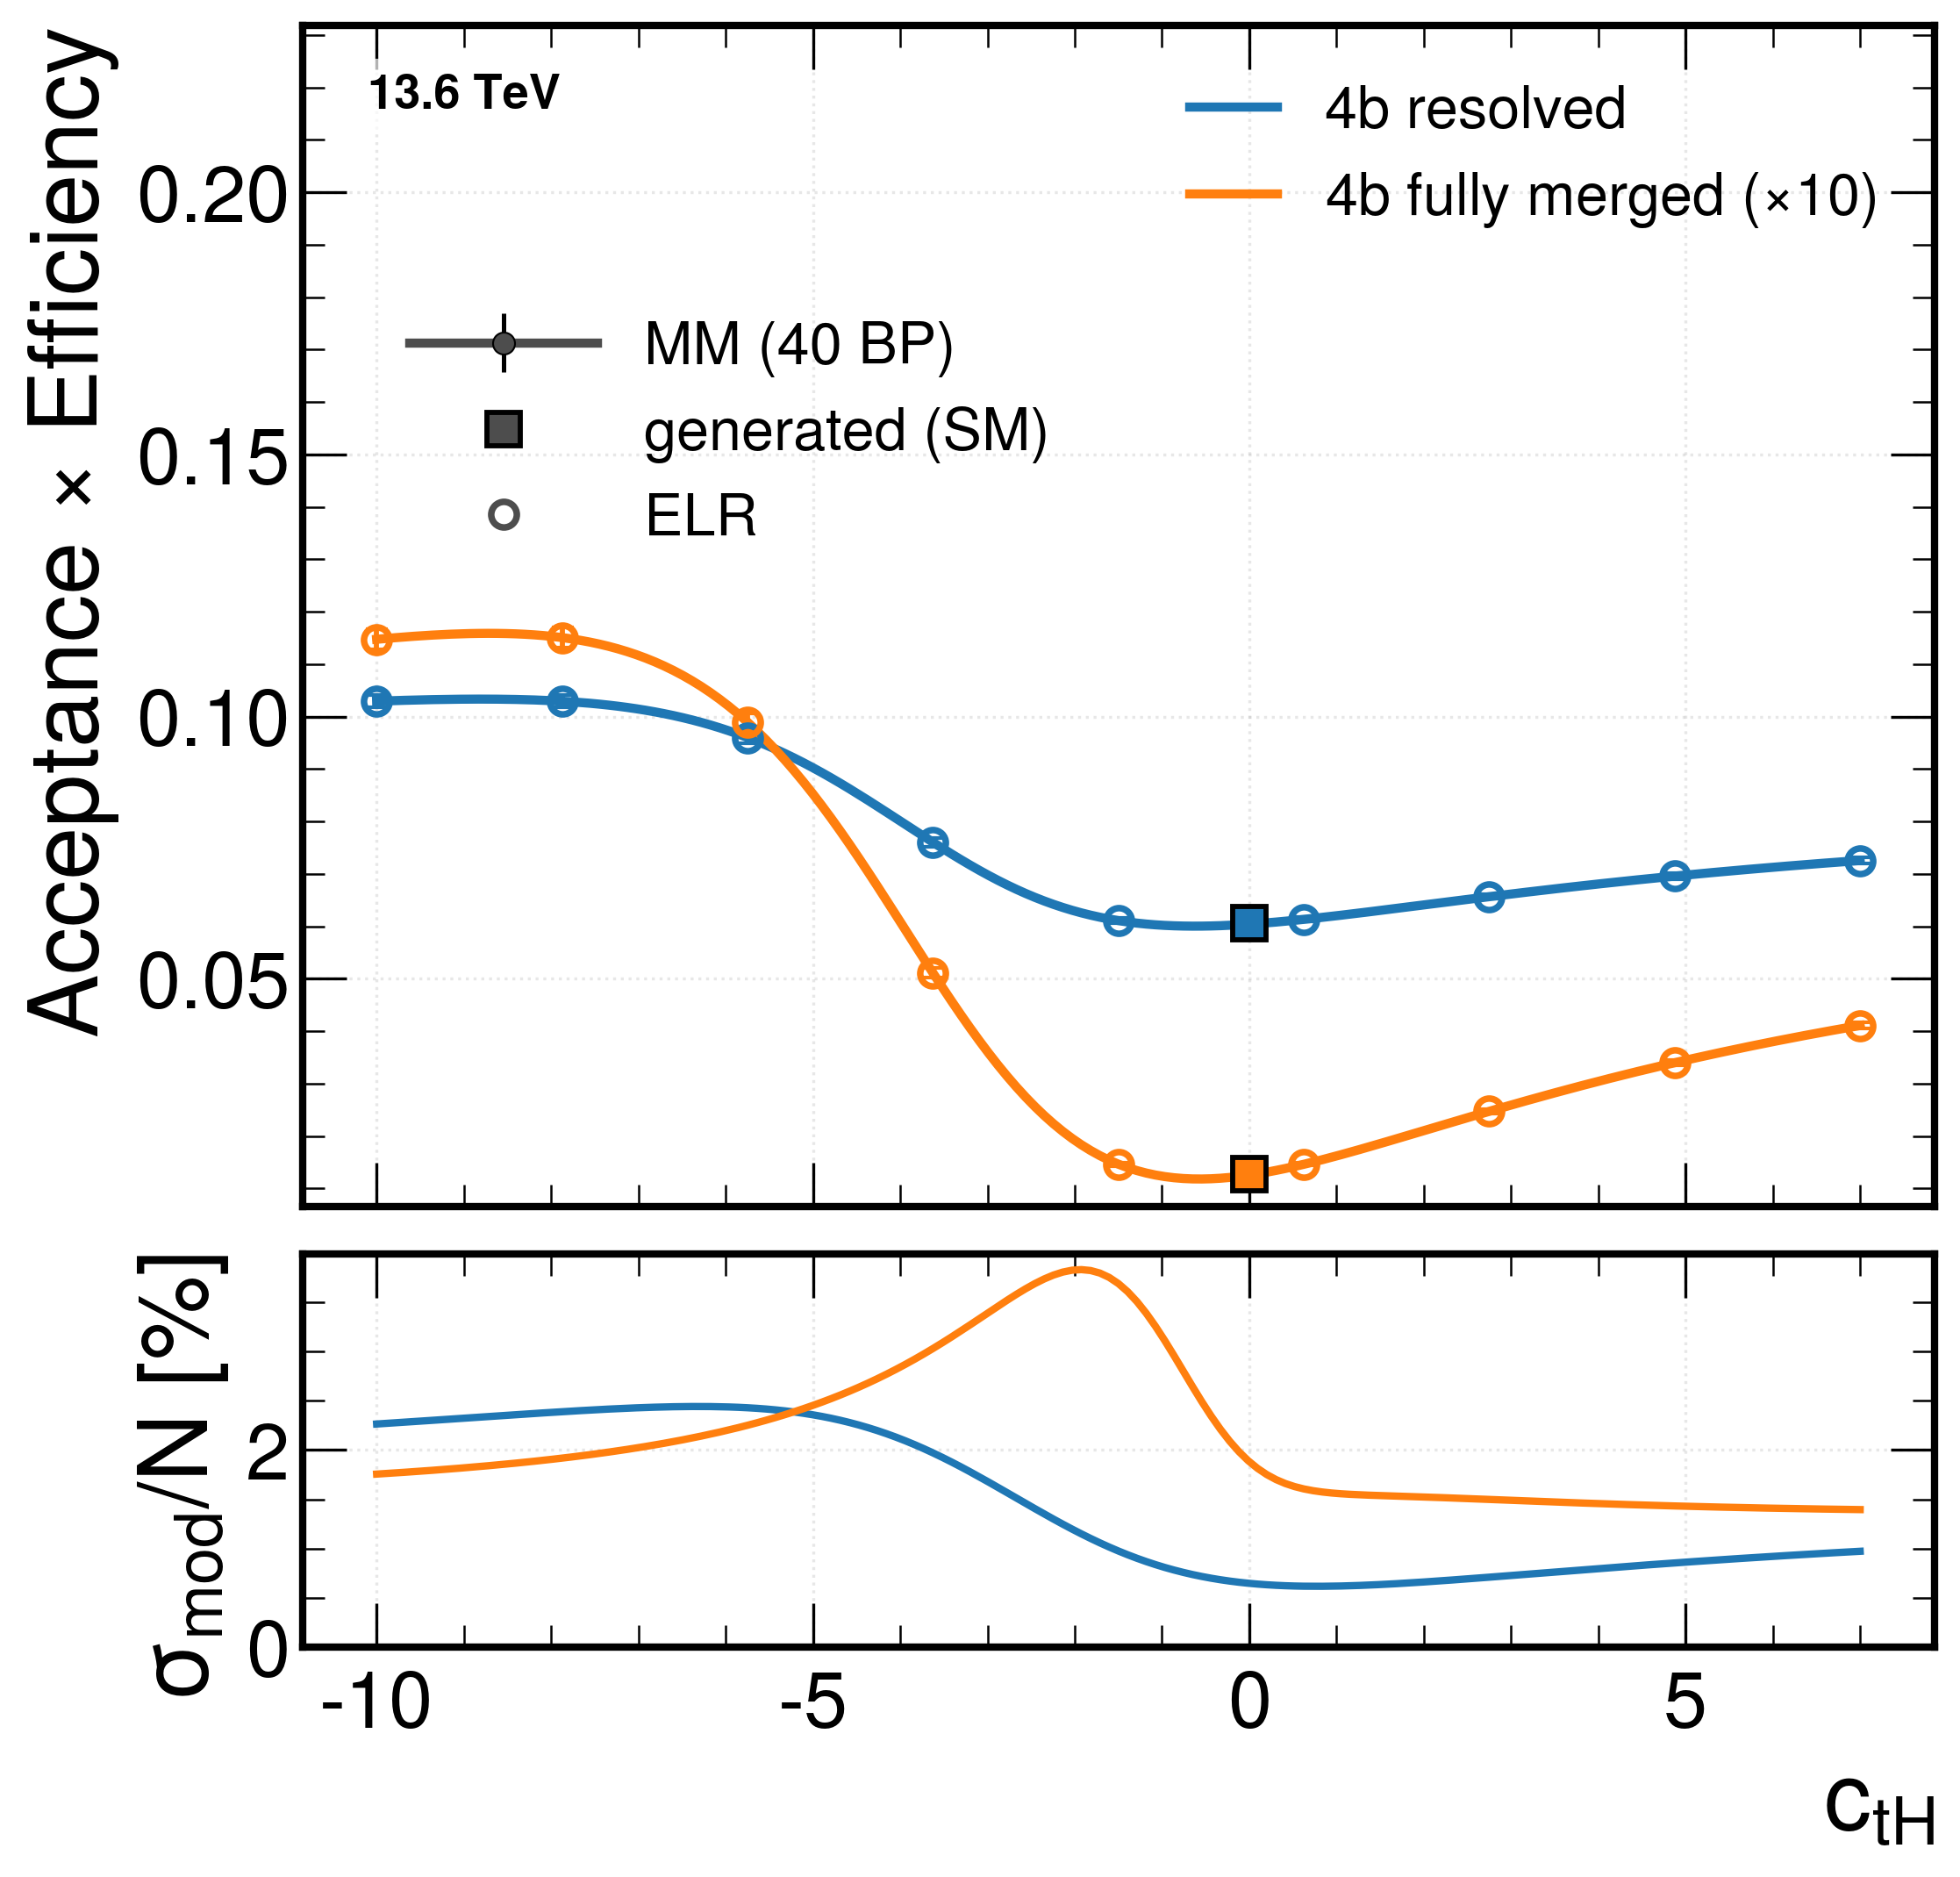 13.6 TeV
4b resolved
4b fully merged (×10)
MM (40 BP)
generated (SM)
ELR
Acceptance × Efficiency
0.20
0.15
0.10
0.05
σmod/N [%]
2
0
-10 -5 0 5
ctH